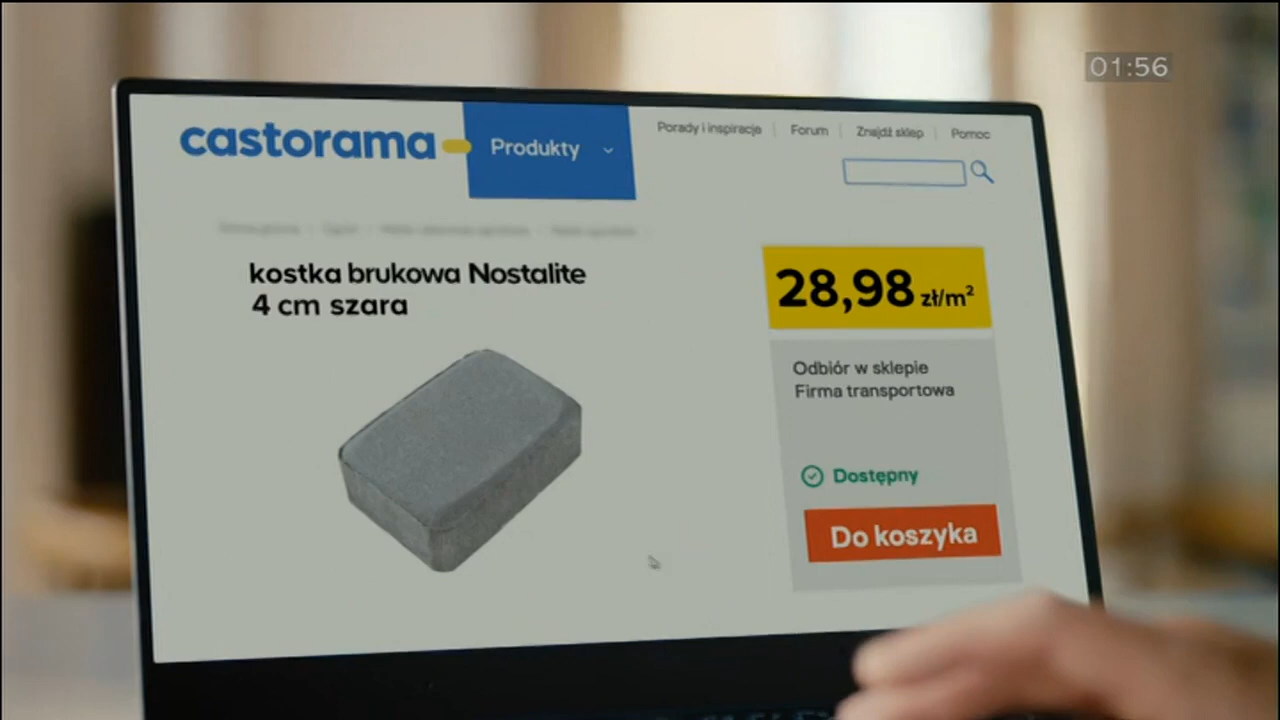 01:56
castorama
Produkty
Porady i inspiracje
Forum
Znajdź sklep
Pomoc
kostka brukowa Nostalite
4 cm szara
28,98 zł/m²
Odbiór w sklepie
Firma transportowa
Dostępny
Do koszyka